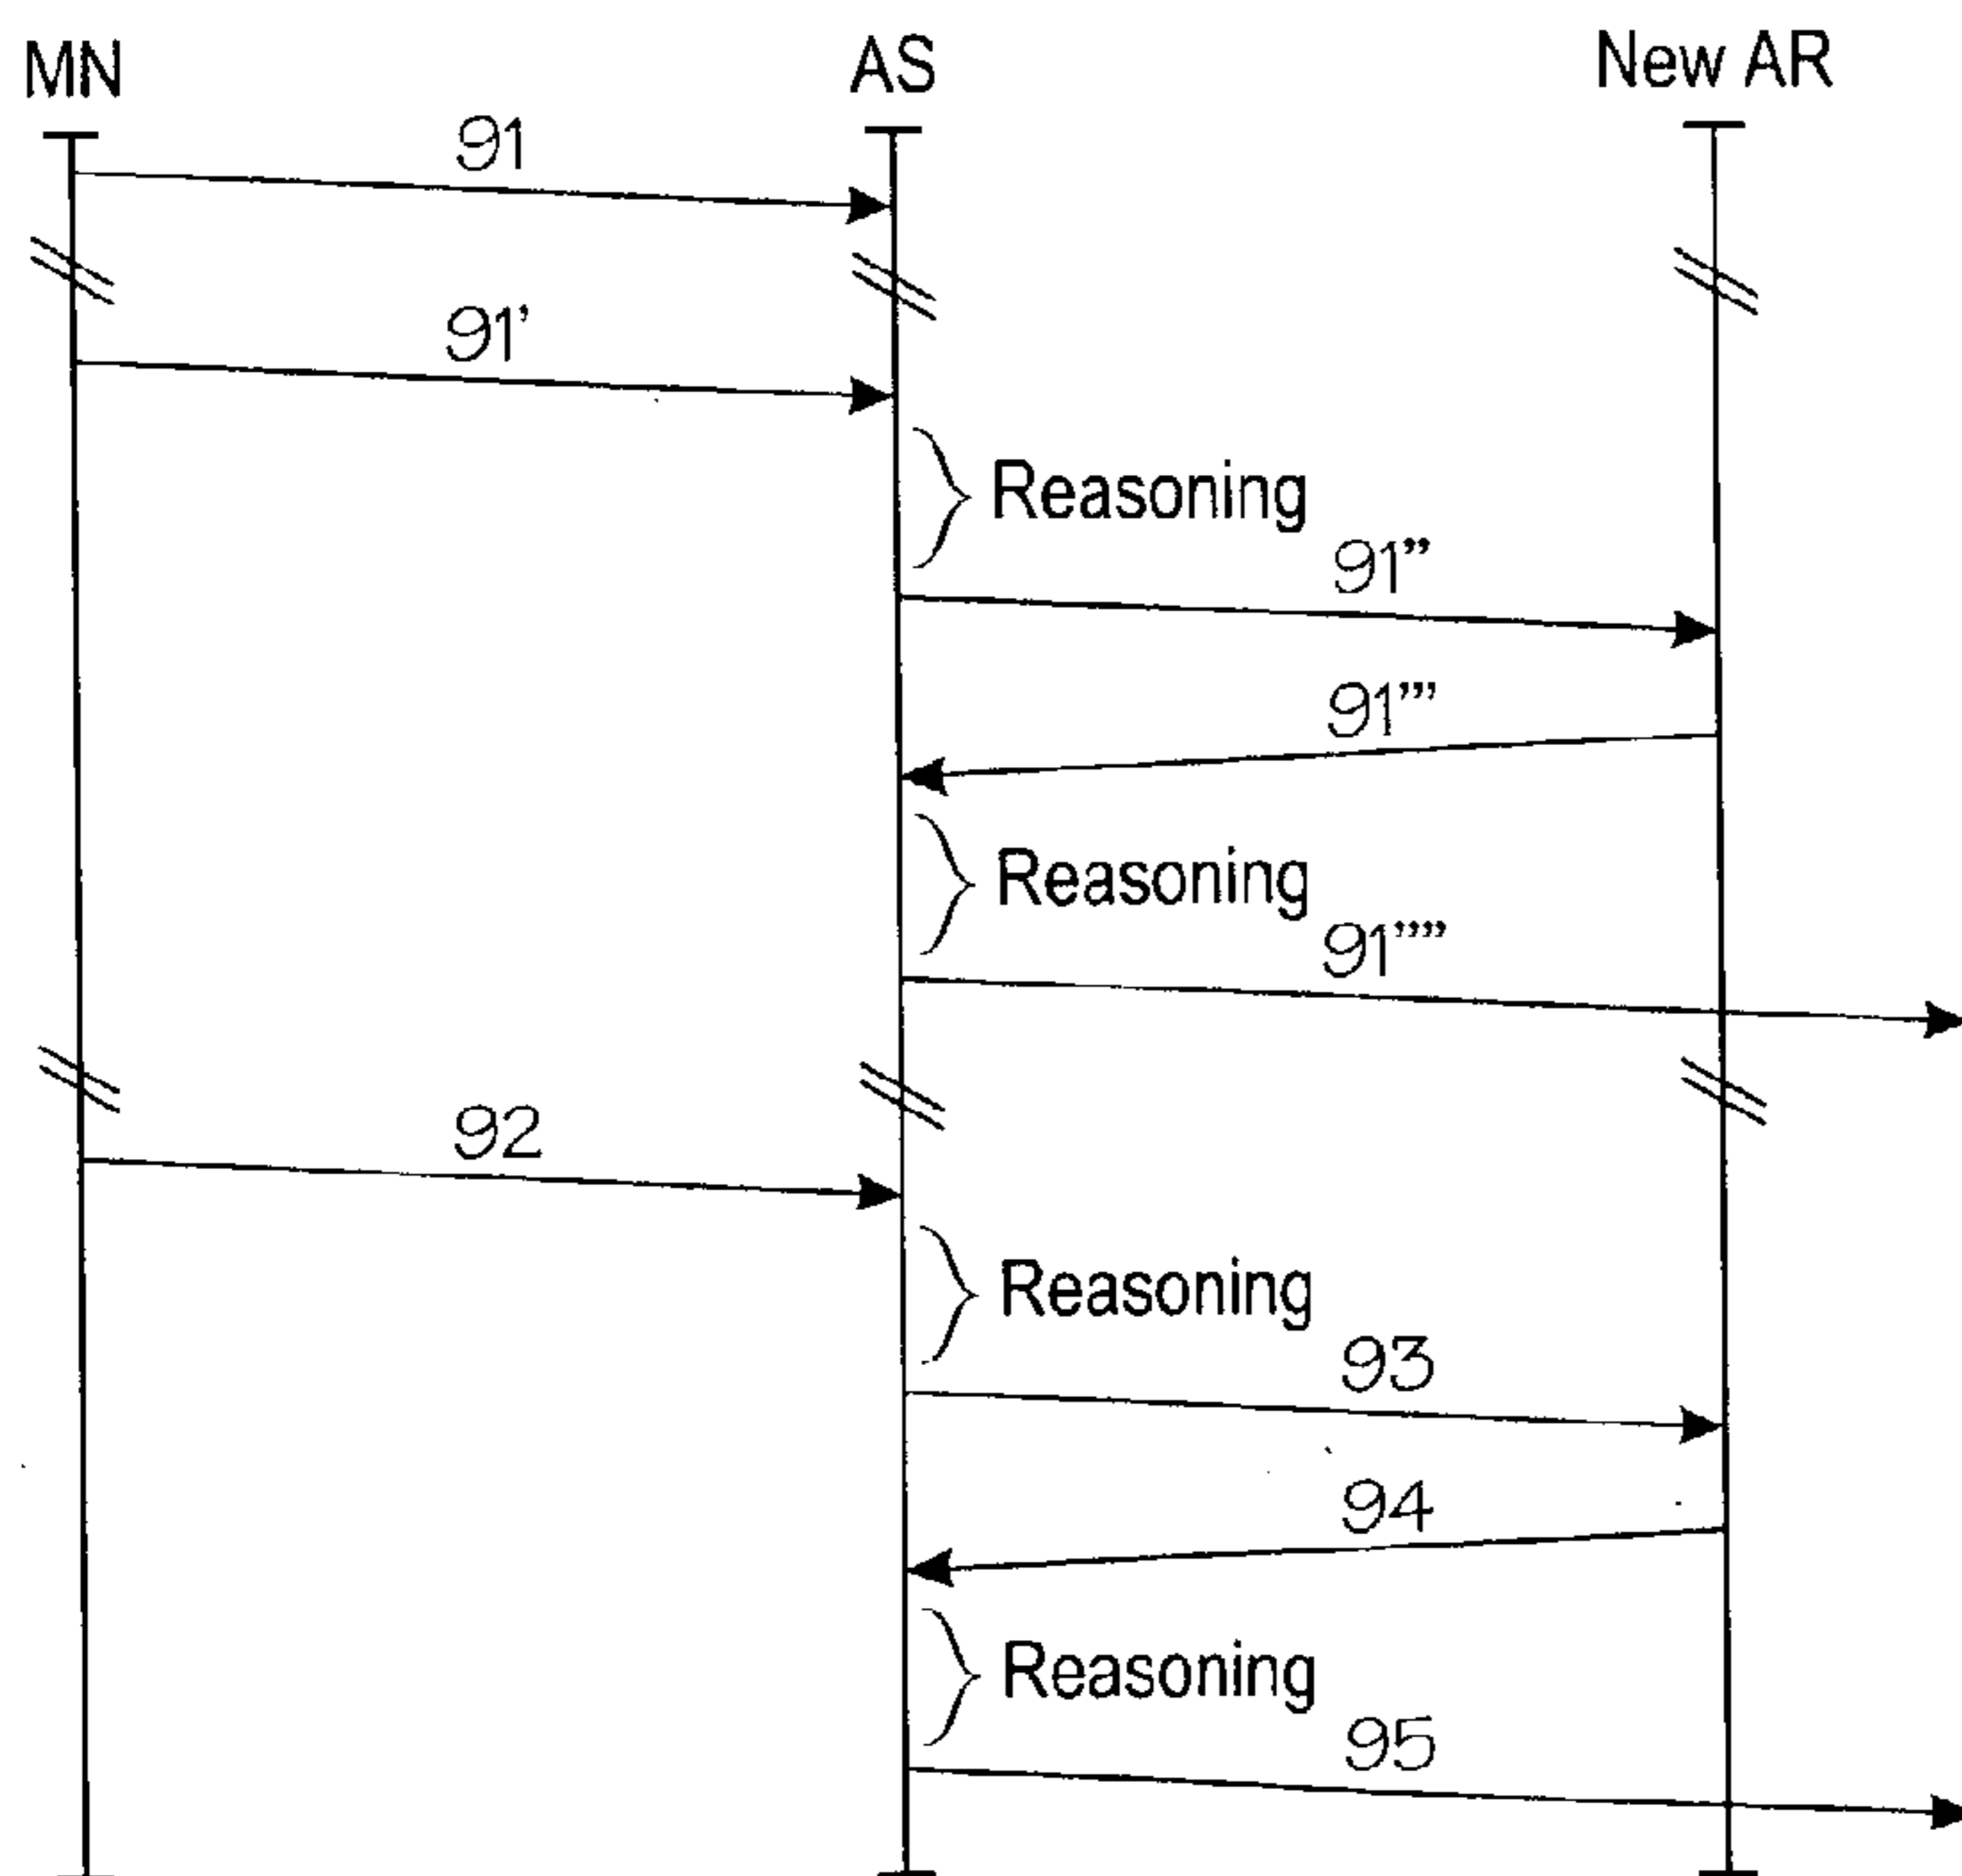 MN AS New AR
91
91'
Reasoning
91”
91”’
Reasoning
91””
92
Reasoning
93
94
Reasoning
95